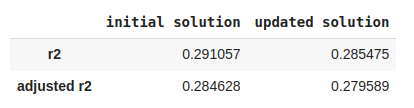 initial solution updated solution
r2 0.291057 0.285475
adjusted r2 0.284628 0.279589